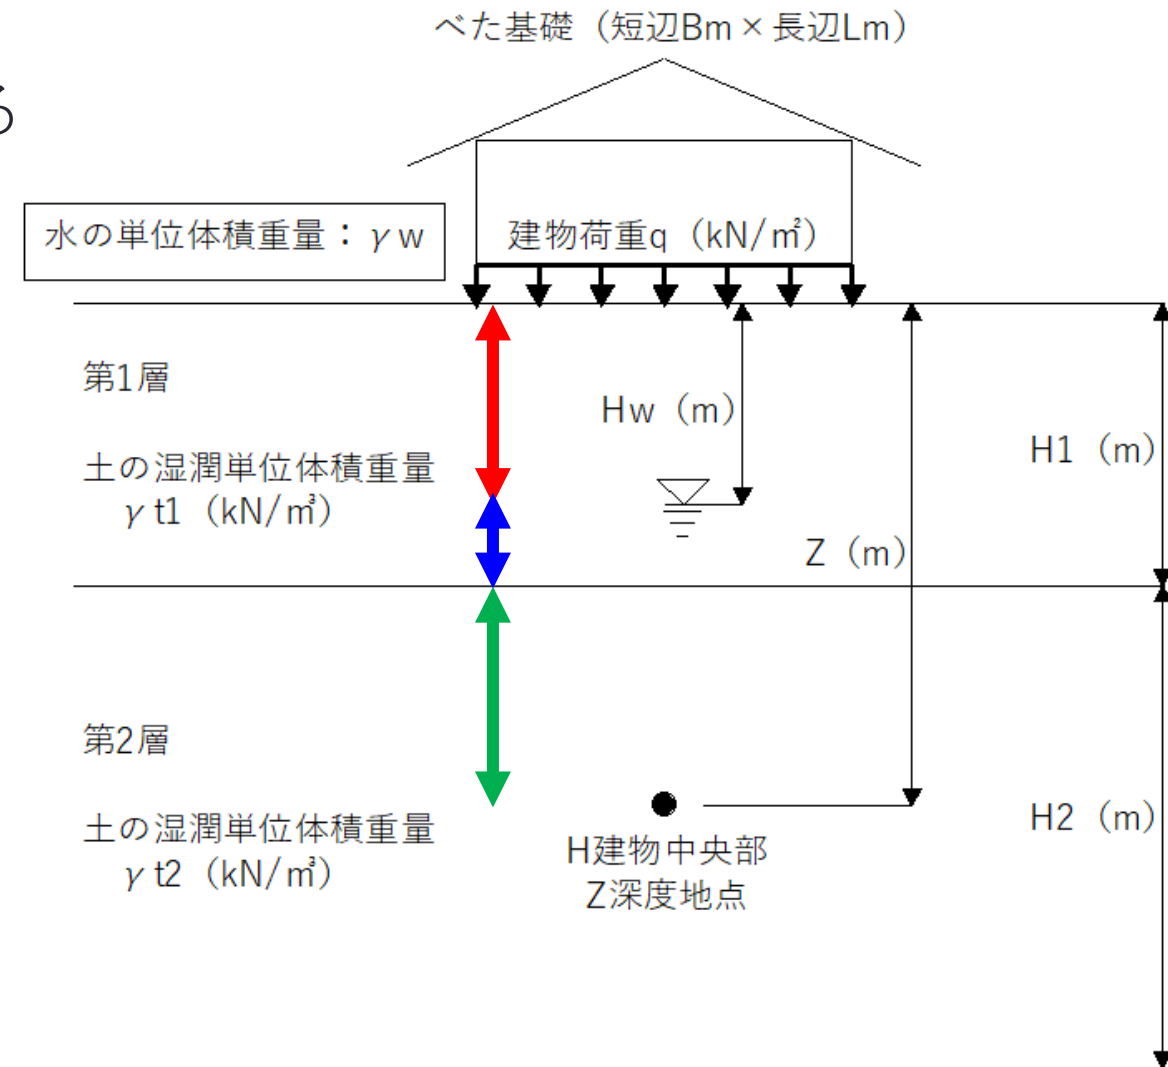 べた基礎（短辺Bm×長辺Lm）
る
水の単位体積重量：γw
建物荷重q（kN/㎡）
第1層
Hw（m）
H1（m）
土の湿潤単位体積重量
γt1（kN/㎥）
Z（m）
第2層
土の湿潤単位体積重量
γt2（kN/㎥）
H2（m）
H建物中央部
Z深度地点